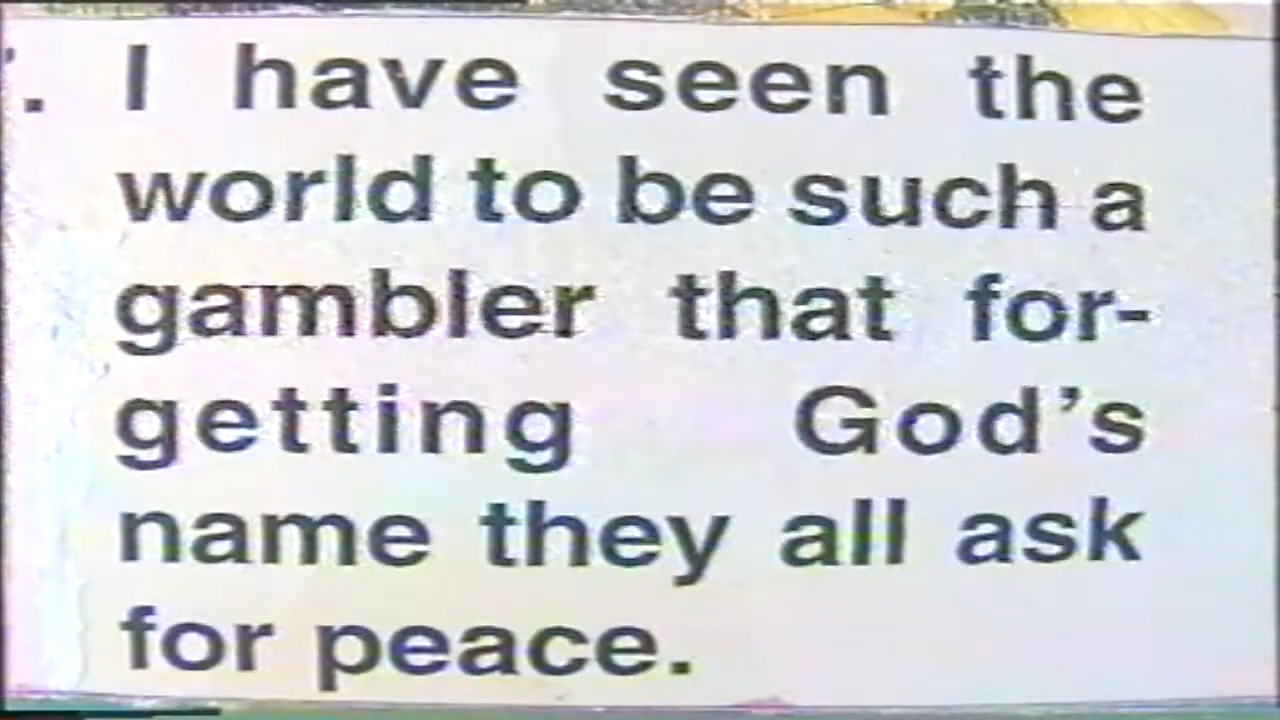 '. I have seen the
world to be such a
gambler that for-
getting God's
name they all ask
for peace.